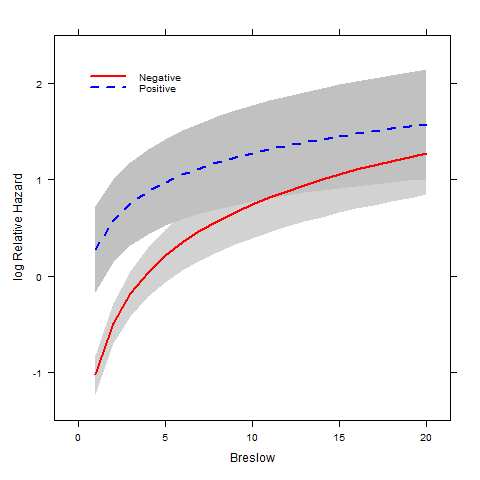 Negative
Positive
2
1
0
-1
log Relative Hazard
0 5 10 15 20
Breslow